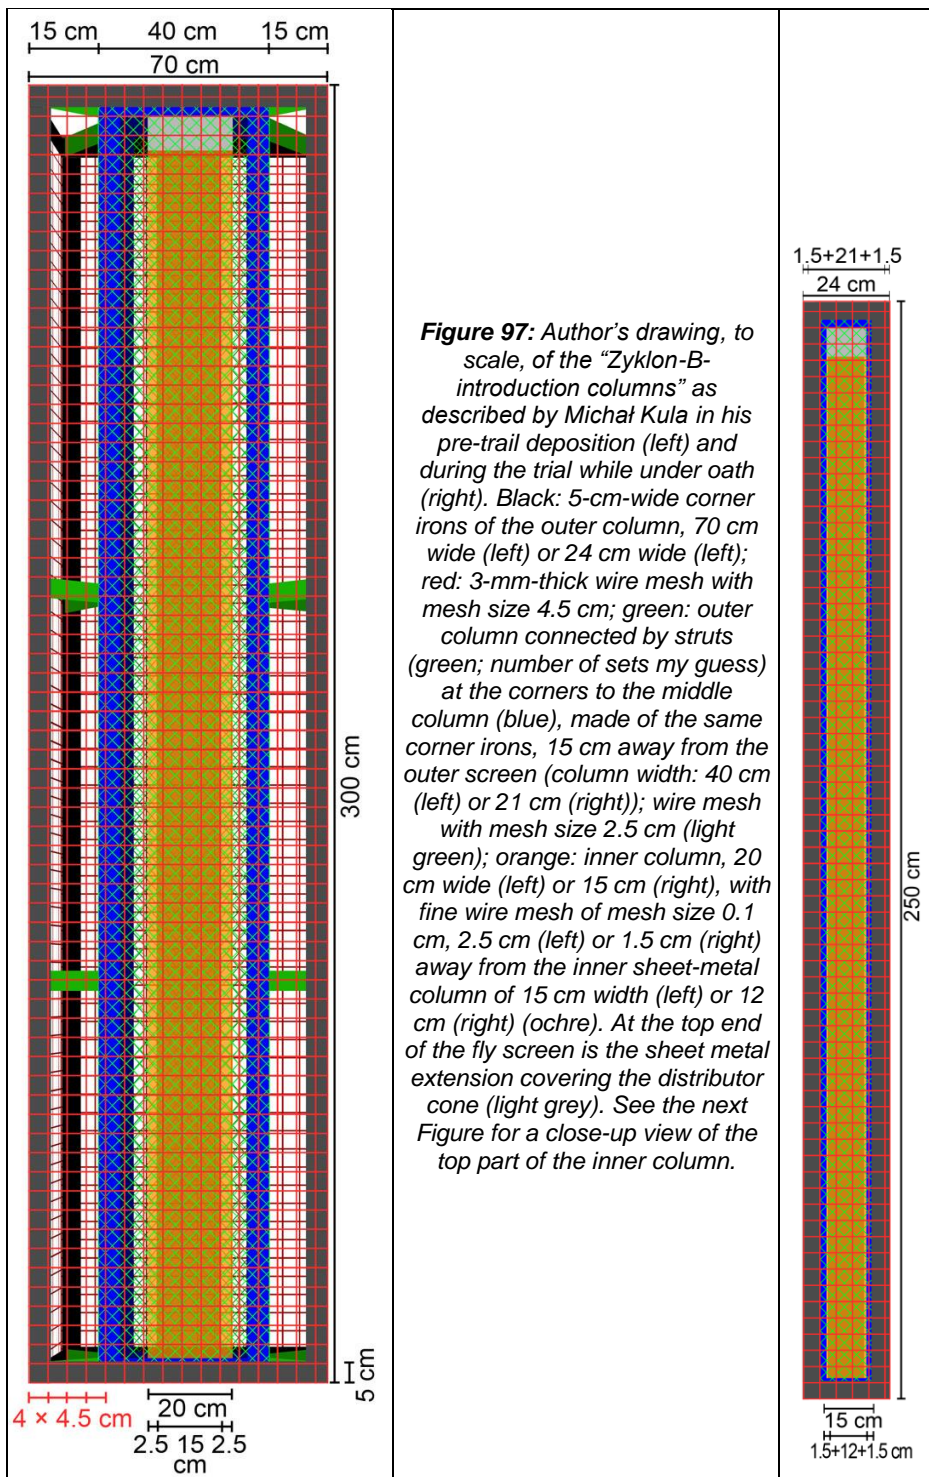 15 cm 40 cm 15 cm
70 cm
300 cm
5 cm
4 × 4.5 cm
20 cm
2.5 15 2.5
cm
Figure 97: Author's drawing, to
scale, of the “Zyklon-B-
introduction columns” as
described by Michał Kula in his
pre-trail deposition (left) and
during the trial while under oath
(right). Black: 5-cm-wide corner
irons of the outer column, 70 cm
wide (left) or 24 cm wide (left);
red: 3-mm-thick wire mesh with
mesh size 4.5 cm; green: outer
column connected by struts
(green; number of sets my guess)
at the corners to the middle
column (blue), made of the same
corner irons, 15 cm away from the
outer screen (column width: 40 cm
(left) or 21 cm (right)); wire mesh
with mesh size 2.5 cm (light
green); orange: inner column, 20
cm wide (left) or 15 cm (right), with
fine wire mesh of mesh size 0.1
cm, 2.5 cm (left) or 1.5 cm (right)
away from the inner sheet-metal
column of 15 cm width (left) or 12
cm (right) (ochre). At the top end
of the fly screen is the sheet metal
extension covering the distributor
cone (light grey). See the next
Figure for a close-up view of the
top part of the inner column.
1.5+21+1.5
24 cm
250 cm
15 cm
1.5+12+1.5 cm